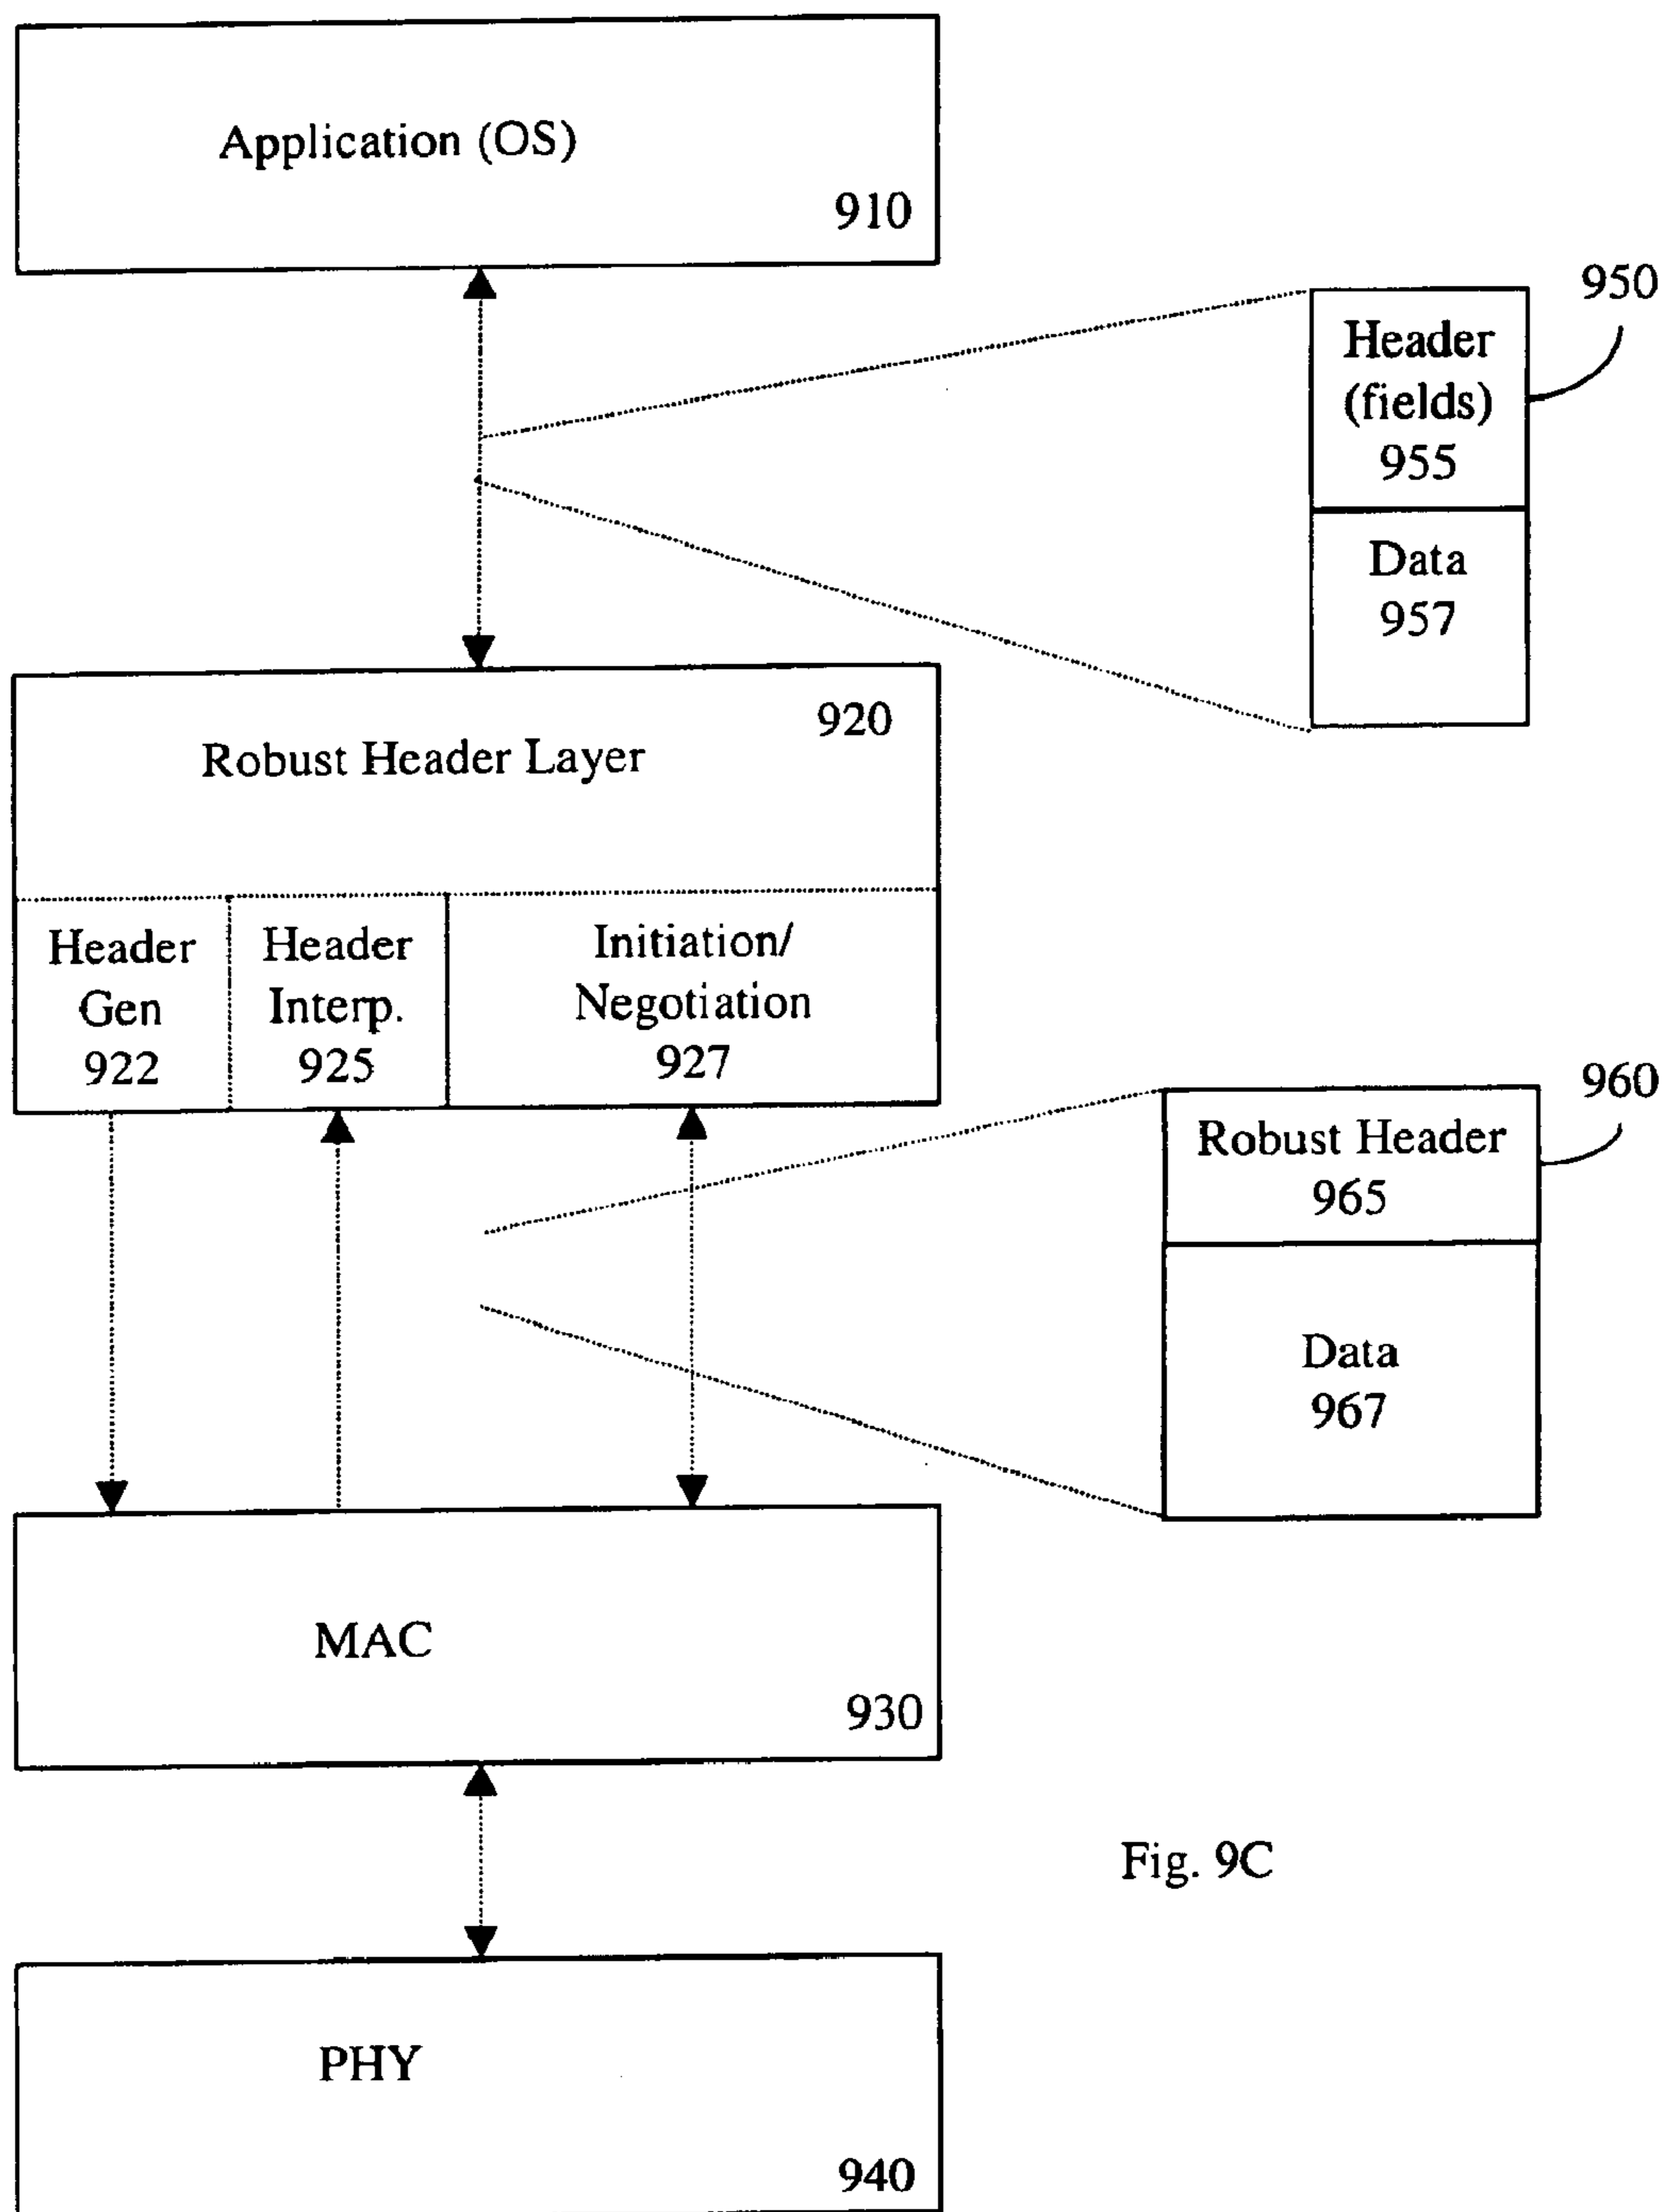 Application (OS)
910
950
Header
(fields)
955
Data
957
920
Robust Header Layer
Header
Gen
922
Header
Interp.
925
Initiation/
Negotiation
927
960
Robust Header
965
Data
967
MAC
930
Fig. 9C
PHY
940